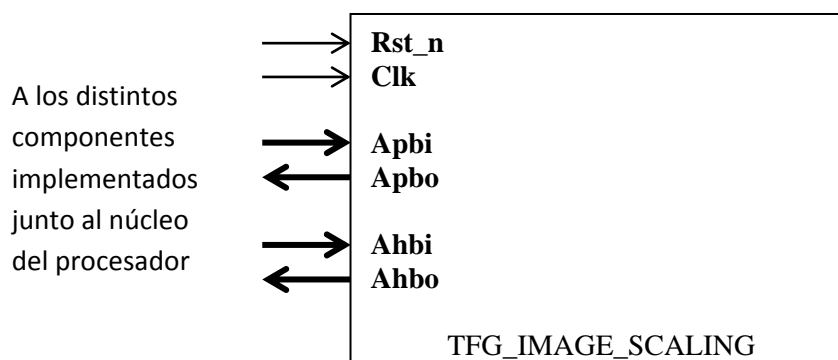 A los distintos
componentes
implementados
junto al núcleo
del procesador
Rst_n
Clk
Apbi
Apbo
Ahbi
Ahbo
TFG_IMAGE_SCALING